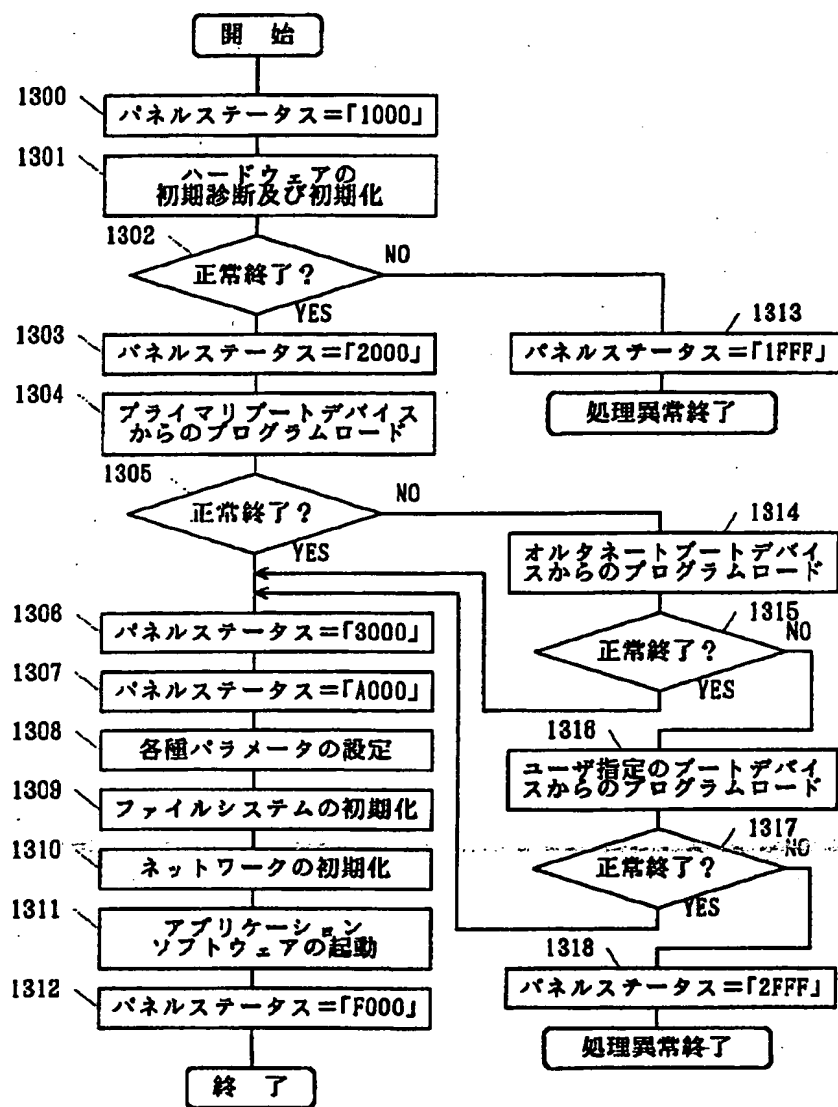 開 始
1300
パネルステータス＝｢1000｣
1301
ハードウェアの
初期診断及び初期化
1302
正常終了？
NO
YES
1303
パネルステータス＝｢2000｣
1313
パネルステータス＝｢1FFF｣
処理異常終了
1304
プライマリブートデバイス
からのプログラムロード
1305
正常終了？
NO
YES
1314
オルタネートブートデバイ
スからのプログラムロード
1315
正常終了？
NO
YES
1306
パネルステータス＝｢3000｣
1307
パネルステータス＝｢A000｣
1308
各種パラメータの設定
1316
ユーザ指定のブートデバイ
スからのプログラムロード
1309
ファイルシステムの初期化
1317
正常終了？
NO
YES
1310
ネットワークの初期化
1311
アプリケーション
ソフトウェアの起動
1312
パネルステータス＝｢F000｣
1318
パネルステータス＝｢2FFF｣
処理異常終了
終 了